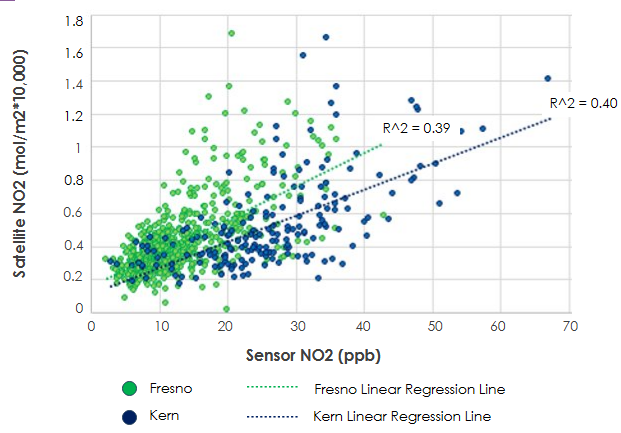 Satellite NO2 (mol/m2*10,000)
1.8
1.6
1.4
1.2
1
0.8
0.6
0.4
0.2
0
R^2 = 0.40
R^2 = 0.39
0 10 20 30 40 50 60 70
Sensor NO2 (ppb)
Fresno Fresno Linear Regression Line
Kern Kern Linear Regression Line